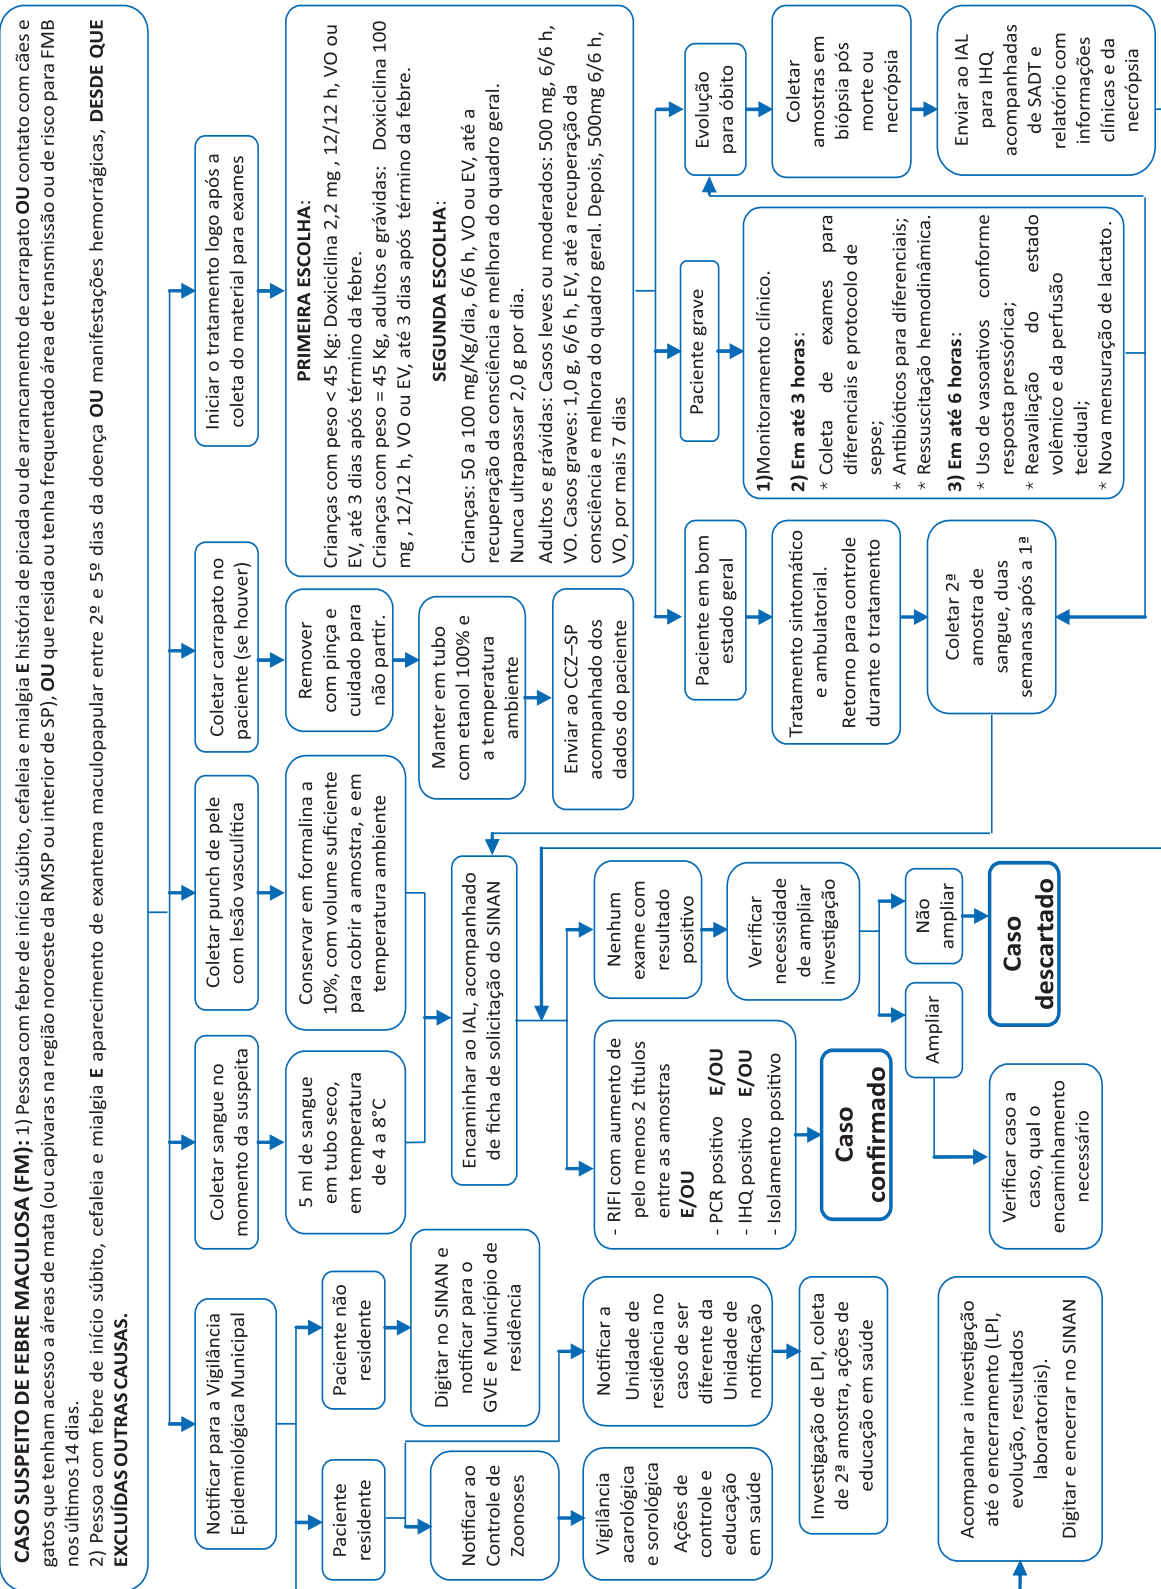 CASO SUSPEITO DE FEBRE MACULOSA (FM): 1) Pessoa com febre de início súbito, cefaleia e mialgia E história de picada ou de arrancamento de carrapato OU contato com cães e
gatos que tenham acesso a áreas de mata (ou capivaras na região noroeste da RMSP ou interior de SP), OU que resida ou tenha frequentado área de transmissão ou de risco para FMB
nos últimos 14 dias.
2) Pessoa com febre de início súbito, cefaleia e mialgia E aparecimento de exantema maculopapular entre 2º e 5º dias da doença OU manifestações hemorrágicas, DESDE QUE
EXCLUÍDAS OUTRAS CAUSAS.
Notificar para a Vigilância
Epidemiológica Municipal
Paciente
residente
Paciente não
residente
Notificar ao
Controle de
Zoonoses
Digitar no SINAN e
notificar para o
GVE e Município de
residência
Vigilância
acarológica
e sorológica
Ações de
controle e
educação
em saúde
Notificar a
Unidade de
residência no
caso de ser
diferente da
Unidade de
notificação
Investigação de LPI, coleta
de 2ª amostra, ações de
educação em saúde
Acompanhar a investigação
até o encerramento (LPI,
evolução, resultados
laboratoriais).
Digitar e encerrar no SINAN
Coletar sangue no
momento da suspeita
5 ml de sangue
em tubo seco,
em temperatura
de 4 a 8°C
Coletar punch de pele
com lesão vasculítica
Conservar em formalina a
10%, com volume suficiente
para cobrir a amostra, e em
temperatura ambiente
Encaminhar ao IAL, acompanhado
de ficha de solicitação do SINAN
- RIFI com aumento de
pelo menos 2 títulos
entre as amostras
E/OU
- PCR positivo E/OU
- IHQ positivo E/OU
- Isolamento positivo
Caso
confirmado
Nenhum
exame com
resultado
positivo
Verificar
necessidade
de ampliar
investigação
Ampliar
Não
ampliar
Verificar caso a
caso, qual o
encaminhamento
necessário
Caso
descartado
Coletar carrapato no
paciente (se houver)
Remover
com pinça e
cuidado para
não partir.
Manter em tubo
com etanol 100% e
a temperatura
ambiente
Enviar ao CCZ–SP
acompanhado dos
dados do paciente
Iniciar o tratamento logo após a
coleta do material para exames
PRIMEIRA ESCOLHA:
Crianças com peso < 45 Kg: Doxiciclina 2,2 mg , 12/12 h, VO ou
EV, até 3 dias após término da febre.
Crianças com peso = 45 Kg, adultos e grávidas: Doxiciclina 100
mg , 12/12 h, VO ou EV, até 3 dias após término da febre.
SEGUNDA ESCOLHA:
Crianças: 50 a 100 mg/Kg/dia, 6/6 h, VO ou EV, até a
recuperação da consciência e melhora do quadro geral.
Nunca ultrapassar 2,0 g por dia.
Adultos e grávidas: Casos leves ou moderados: 500 mg, 6/6 h,
VO. Casos graves: 1,0 g, 6/6 h, EV, até a recuperação da
consciência e melhora do quadro geral. Depois, 500mg 6/6 h,
VO, por mais 7 dias
Paciente em bom
estado geral
Tratamento sintomático
e ambulatorial.
Retorno para controle
durante o tratamento
Coletar 2ª
amostra de
sangue, duas
semanas após a 1ª
Paciente grave
1)Monitoramento clínico.
2) Em até 3 horas:
* Coleta de exames para
diferenciais e protocolo de
sepse;
* Antibióticos para diferenciais;
* Ressuscitação hemodinâmica.
3) Em até 6 horas:
* Uso de vasoativos conforme
resposta pressórica;
* Reavaliação do estado
volêmico e da perfusão
tecidual;
* Nova mensuração de lactato.
Evolução
para óbito
Coletar
amostras em
biópsia pós
morte ou
necrópsia
Enviar ao IAL
para IHQ
acompanhadas
de SADT e
relatório com
informações
clínicas e da
necrópsia